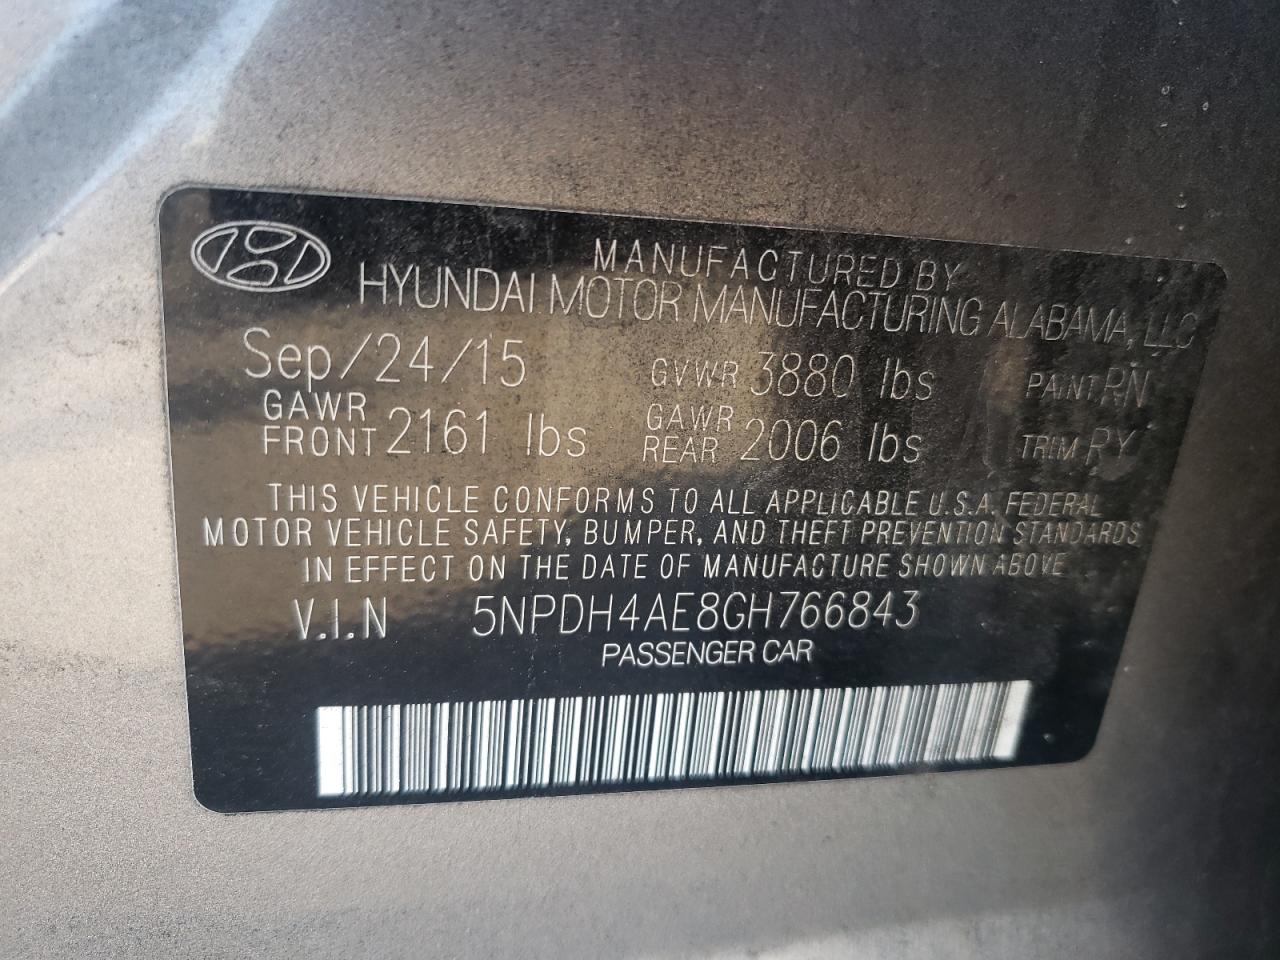 MANUFACTURED BY
HYUNDAI MOTOR MANUFACTURING ALABAMA, LLC
Sep/24/15 GVWR 3880 lbs PAINT:RN
GAWR FRONT 2161 lbs GAWR REAR 2006 lbs TRIM:RY
THIS VEHICLE CONFORMS TO ALL APPLICABLE U.S.A. FEDERAL
MOTOR VEHICLE SAFETY, BUMPER, AND THEFT PREVENTION STANDARDS
IN EFFECT ON THE DATE OF MANUFACTURE SHOWN ABOVE
V.I.N 5NPDH4AE8GH766843
PASSENGER CAR